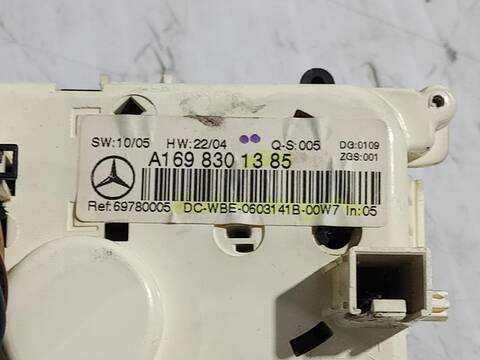 SW:10/05 HW:22/04 Q-S:005 DG:0109
A169 830 13 85 ZGS:001
Ref:69780005 DC-WBE-0603141B-00W7 In:05